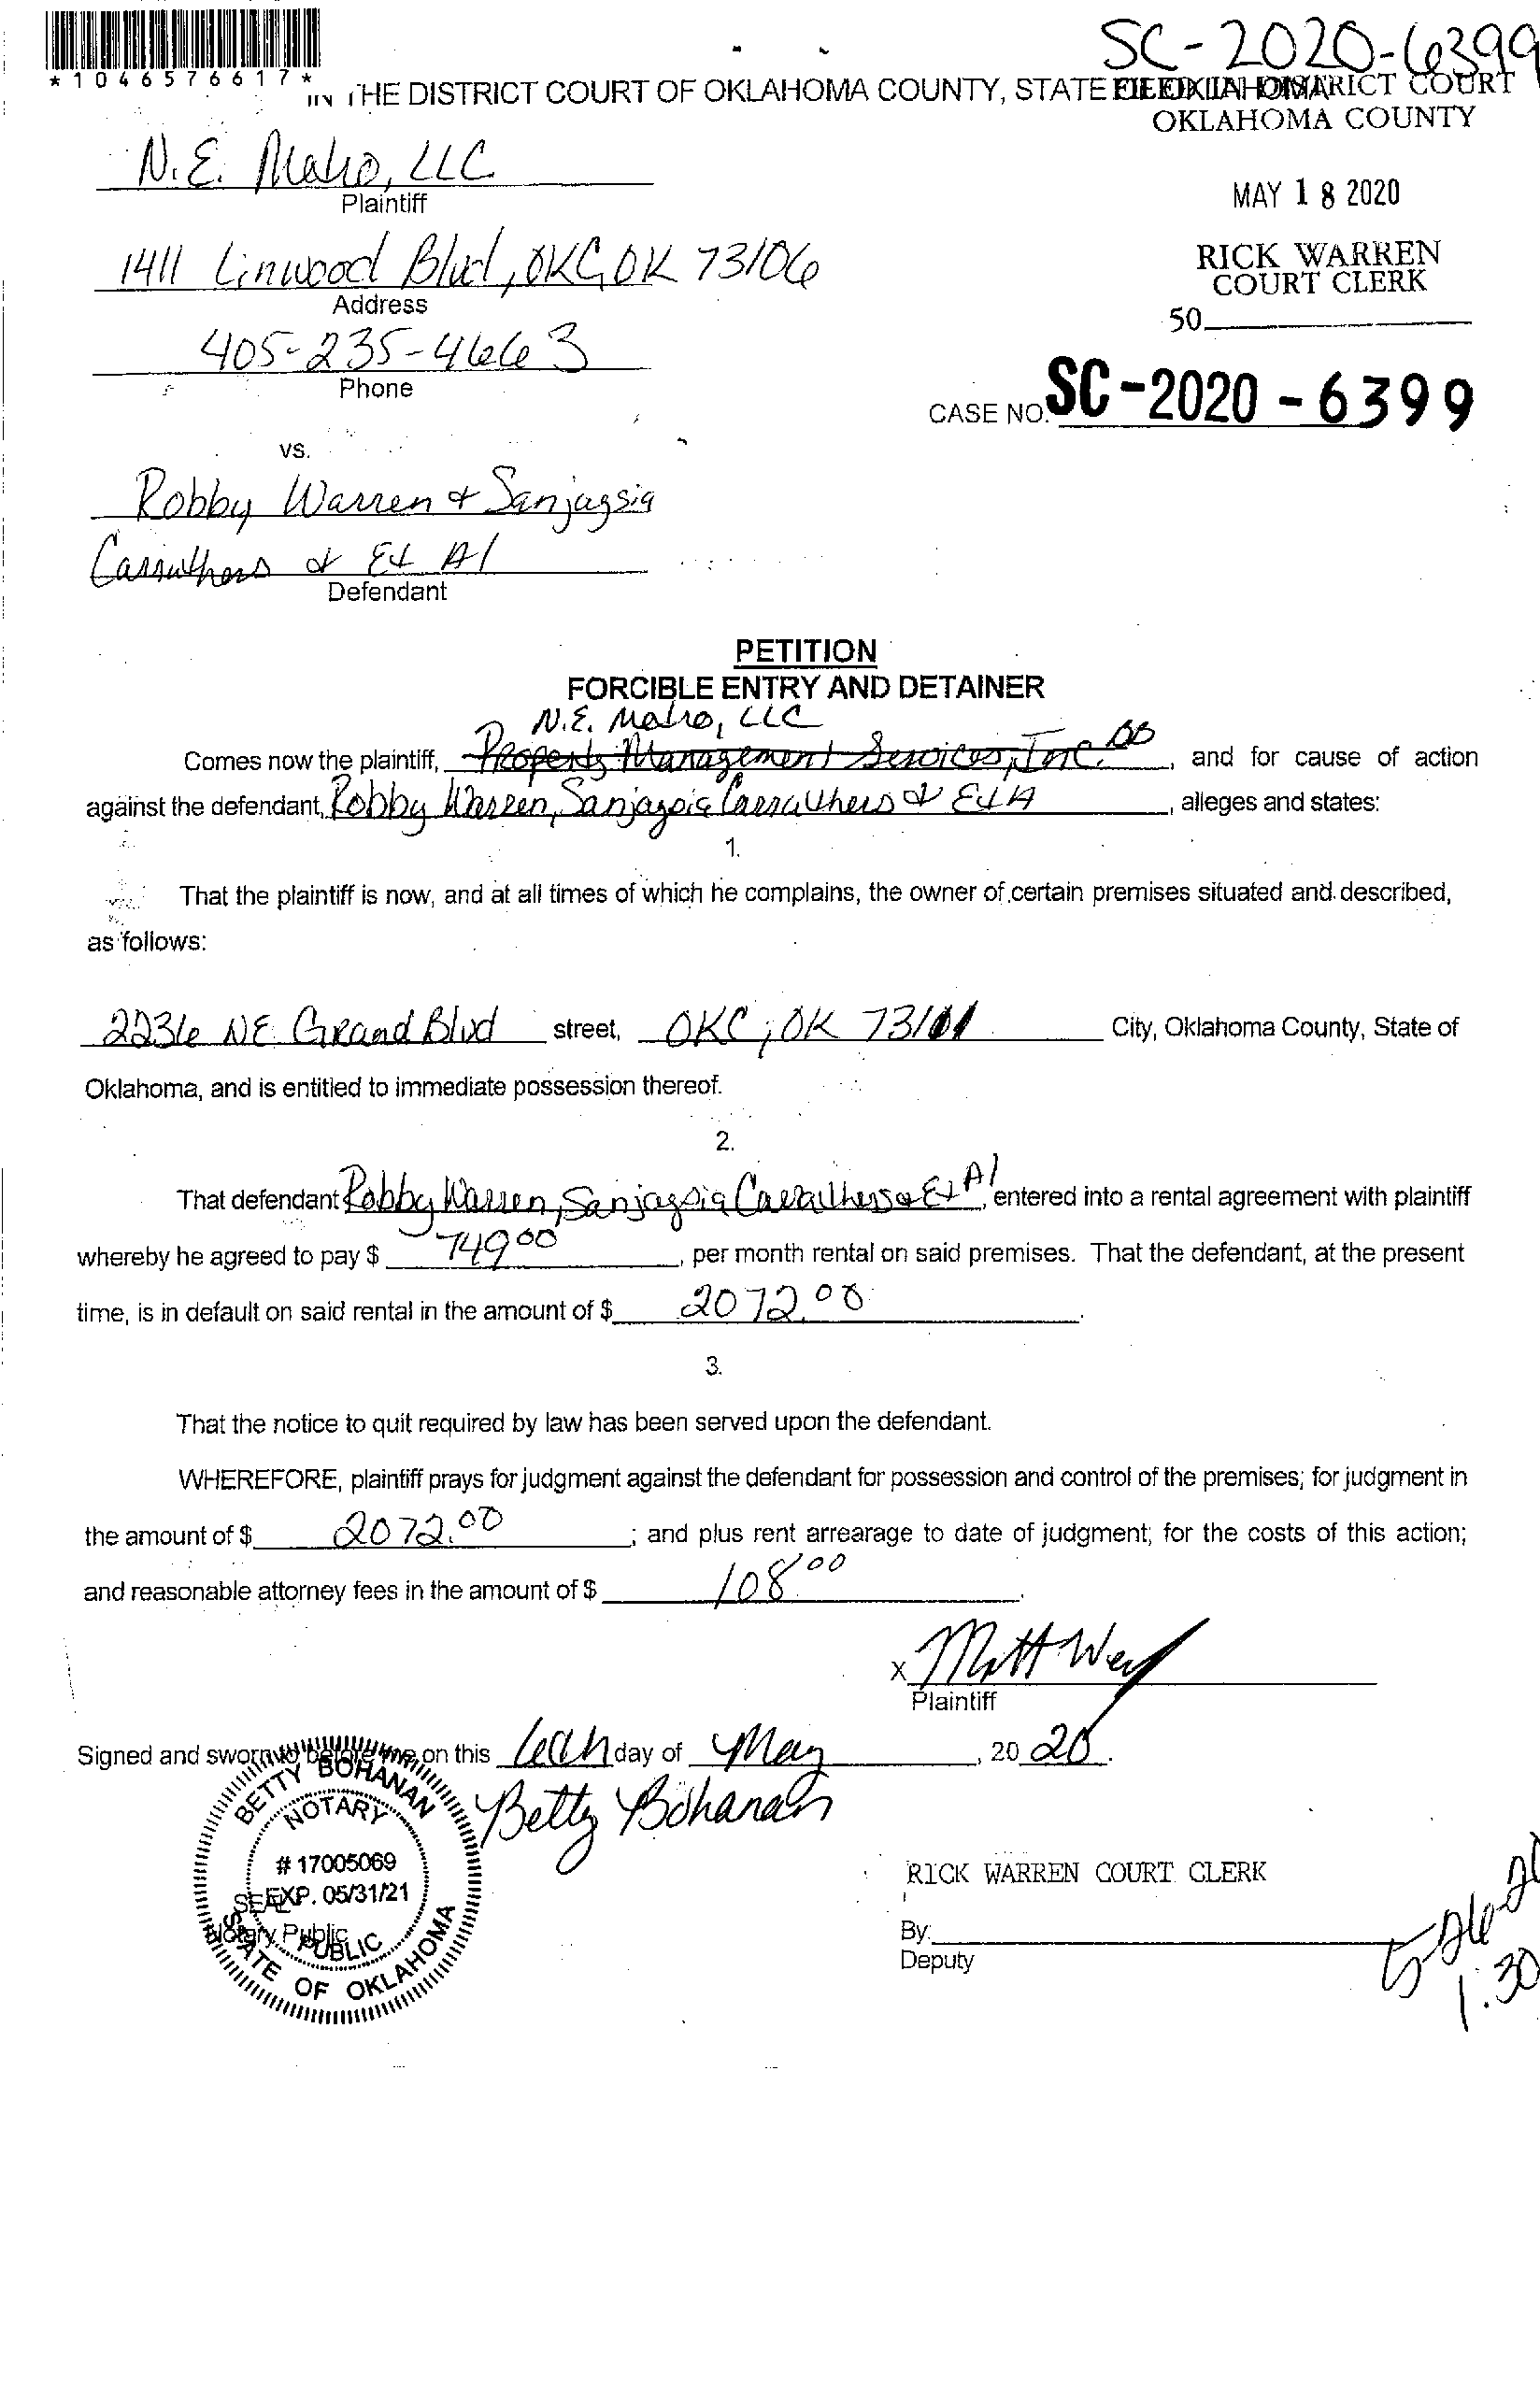 SC-2020-6399
*1046576617*
IN THE DISTRICT COURT OF OKLAHOMA COUNTY, STATE OF OKLAHOMA
FILED IN DISTRICT COURT
OKLAHOMA COUNTY
N.E. Metro, LLC
Plaintiff
MAY 18 2020
1411 Linwood Blvd, OKC, OK 73106
Address
RICK WARREN
COURT CLERK
405-235-4663
Phone
50
CASE NO. SC-2020-6399
vs.
Robby Warren & Sanjagsia
Carruthers & Et Al
Defendant
PETITION
FORCIBLE ENTRY AND DETAINER
N.E. Metro, LLC
Comes now the plaintiff, Property Management Services, Inc. BB, and for cause of action
against the defendant, Robby Warren, Sanjagsia Carruthers & Et A, alleges and states:
1.
That the plaintiff is now, and at all times of which he complains, the owner of certain premises situated and described,
as follows:
2236 NE Grand Blvd street, OKC, OK City, Oklahoma County, State of
Oklahoma, and is entitled to immediate possession thereof.
2.
That defendant Robby Warren, Sanjagsia Carruthers & Et Al, entered into a rental agreement with plaintiff
whereby he agreed to pay $ 749.00, per month rental on said premises. That the defendant, at the present
time, is in default on said rental in the amount of $ 2072.00.
3.
That the notice to quit required by law has been served upon the defendant.
WHEREFORE, plaintiff prays for judgment against the defendant for possession and control of the premises; for judgment in
the amount of $ 2072.00; and plus rent arrearage to date of judgment; for the costs of this action;
and reasonable attorney fees in the amount of $ 108.00.
x Matt
Plaintiff
Signed and sworn to before me on this day of May, 20 20.
Betty Bohanan
BETTY BOHANAN
NOTARY
# 17005069
EXP. 05/31/21
SEAL
Notary Public
PUBLIC
STATE OF OKLAHOMA
RICK WARREN COURT CLERK
By:
Deputy
1:30